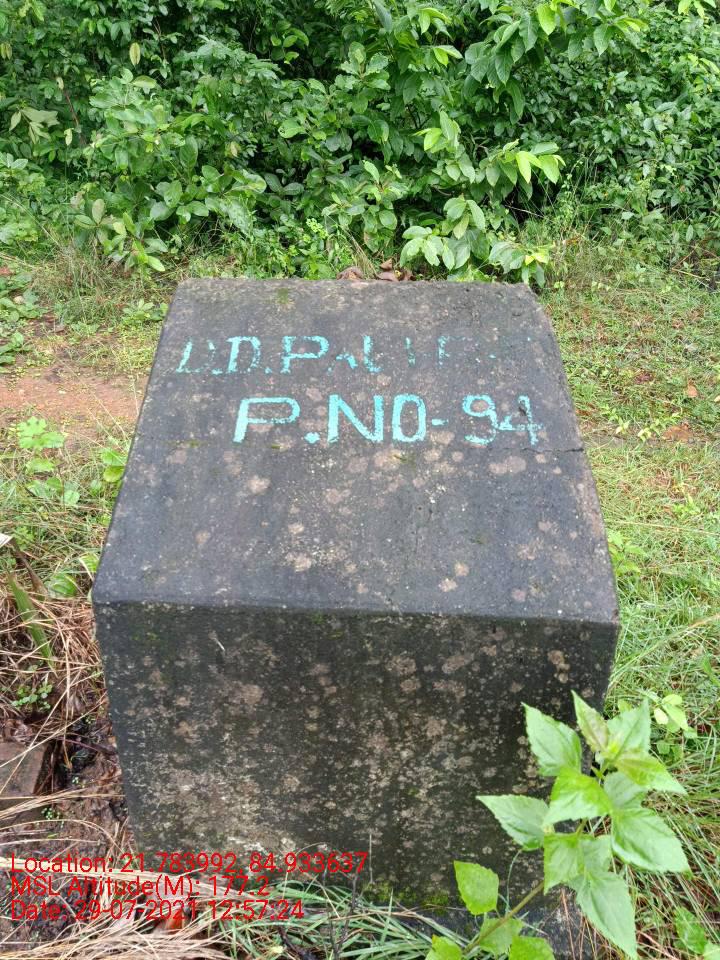 P.NO-94
Location: 21.783992, 84.933637
MSL Altitude(M): 177.2
Date: 29-07-2021 12:57:24